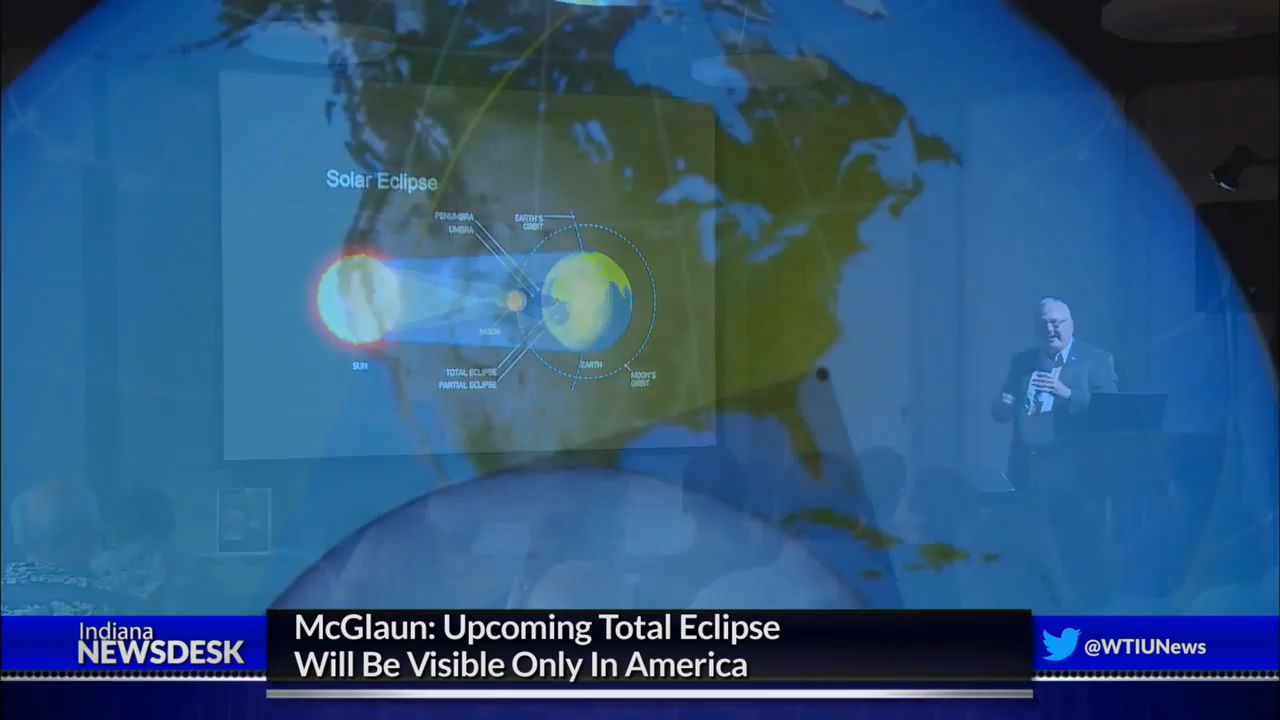 Solar Eclipse
PENUMBRA
UMBRA
EARTH'S
ORBIT
MOON
SUN
TOTAL ECLIPSE
PARTIAL ECLIPSE
EARTH
MOON'S
ORBIT
Indiana
NEWSDESK
McGlaun: Upcoming Total Eclipse
Will Be Visible Only In America
@WTIUNews